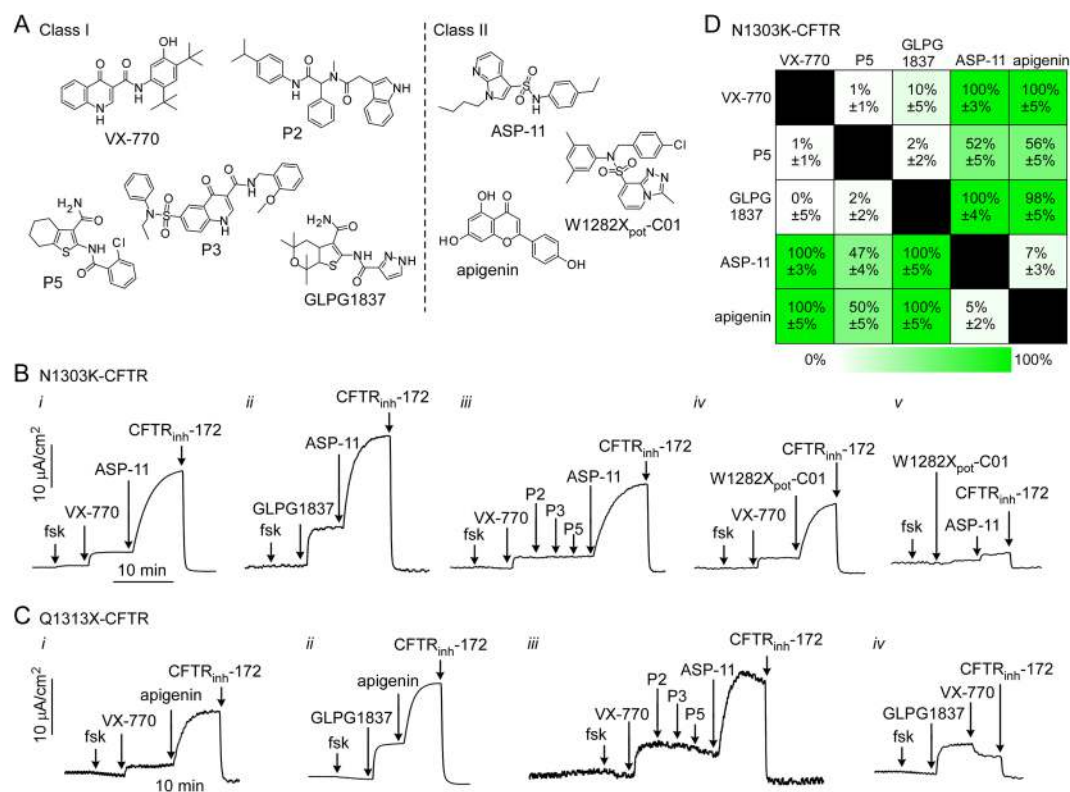 A Class I
Class II
VX-770
P2
P5
P3
GLPG1837
ASP-11
W1282Xpot-C01
apigenin
D N1303K-CFTR
VX-770 P5 GLPG 1837 ASP-11 apigenin
VX-770 1% ±1% 10% ±5% 100% ±3% 100% ±5%
P5 1% ±1% 2% ±2% 52% ±5% 56% ±5%
GLPG 1837 0% ±5% 2% ±2% 100% ±4% 98% ±5%
ASP-11 100% ±3% 47% ±4% 100% ±5% 7% ±3%
apigenin 100% ±5% 50% ±5% 100% ±5% 5% ±2%
0% 100%
B N1303K-CFTR
i
10 µA/cm2
fsk
VX-770
ASP-11
CFTRinh-172
10 min
ii
fsk
GLPG1837
ASP-11
CFTRinh-172
iii
fsk
VX-770
P2
P3
P5
ASP-11
CFTRinh-172
iv
fsk
VX-770
W1282Xpot-C01
CFTRinh-172
v
fsk
W1282Xpot-C01
ASP-11
CFTRinh-172
C Q1313X-CFTR
i
10 µA/cm2
fsk
VX-770
apigenin
CFTRinh-172
10 min
ii
fsk
GLPG1837
apigenin
CFTRinh-172
iii
fsk
VX-770
P2
P3
P5
ASP-11
CFTRinh-172
iv
fsk
GLPG1837
VX-770
CFTRinh-172